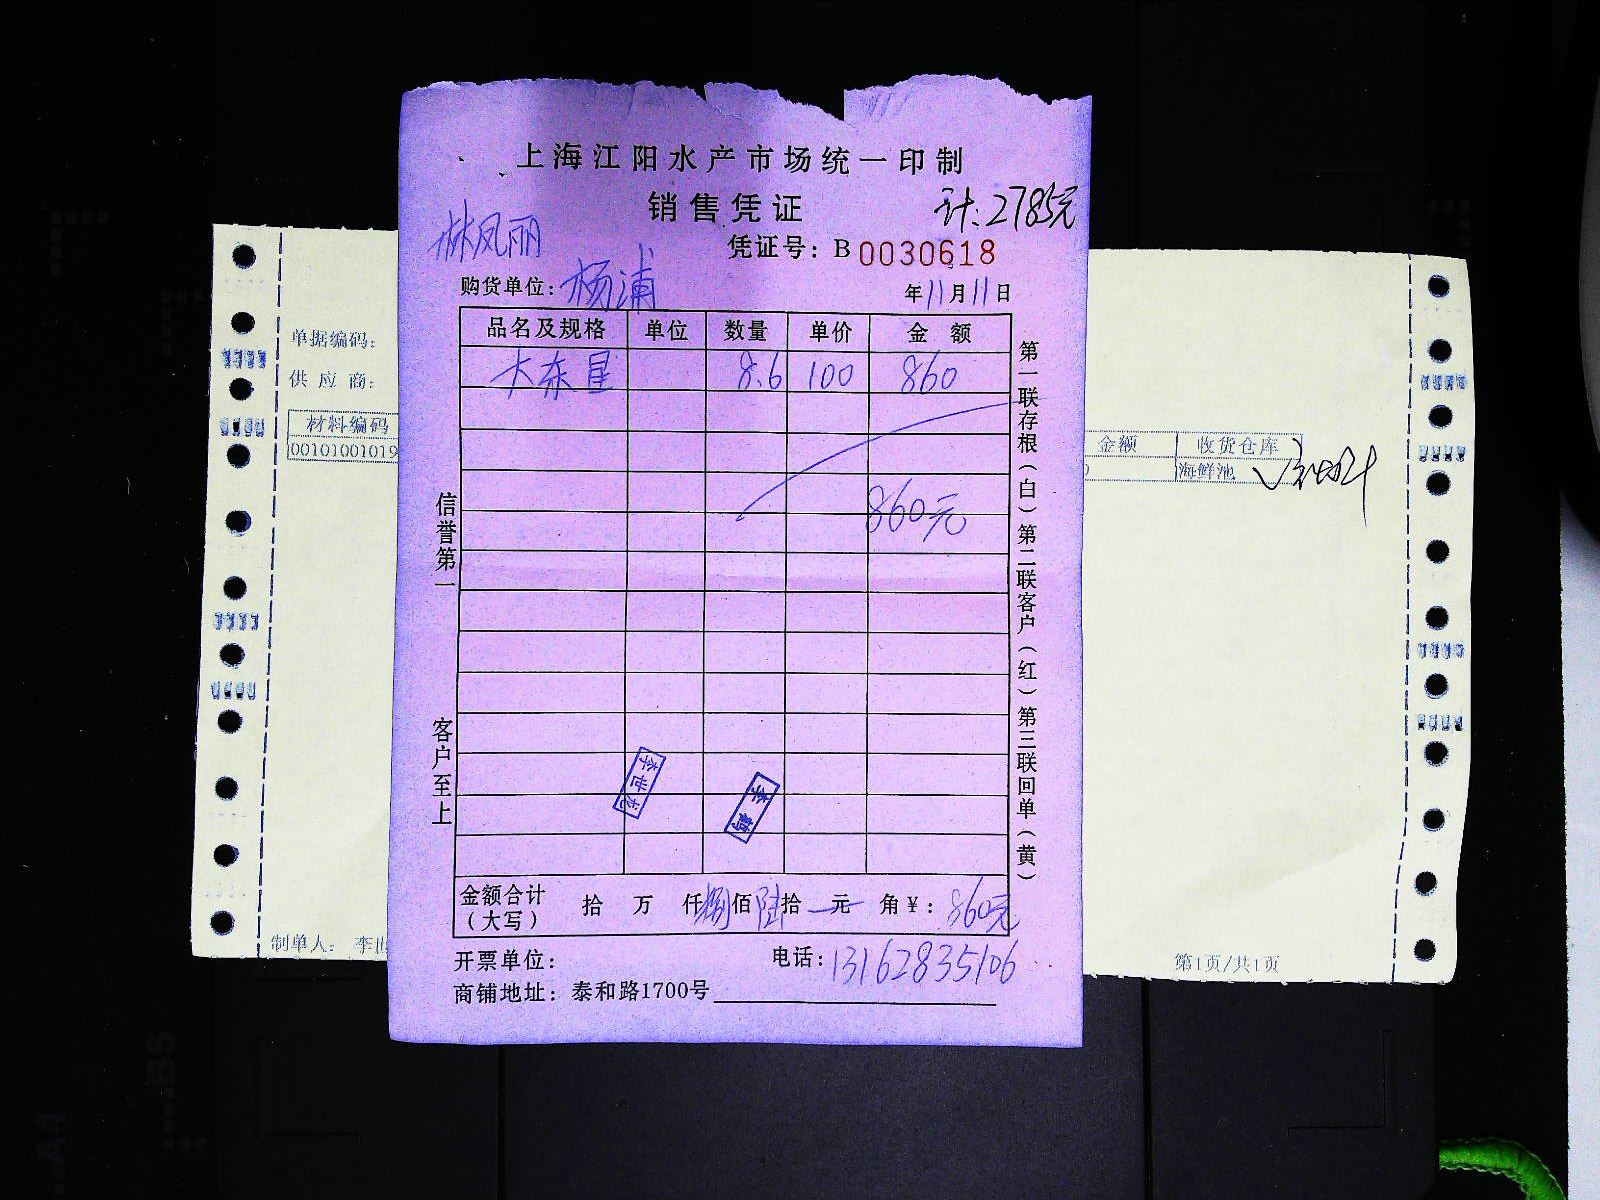 上海江阳水产市场统一印制
销售凭证
计:2785元
林凤丽
凭证号：B 0030618
购货单位：杨浦
年11月11日
品名及规格 单位 数量 单价 金额
大东星 8.6 100 860
860元
信誉第一
客户至上
第一联存根（白）第二联客户（红）第三联回单（黄）
李世龙
李鹤
金额合计（大写） 拾 万 仟捌佰陆拾 元 角¥：860元
开票单位：
电话：13162835106
商铺地址：泰和路1700号
单据编码：
供应商：
材料编码
00101001019
金额 收货仓库
海鲜池
制单人：李世
第1页/共1页